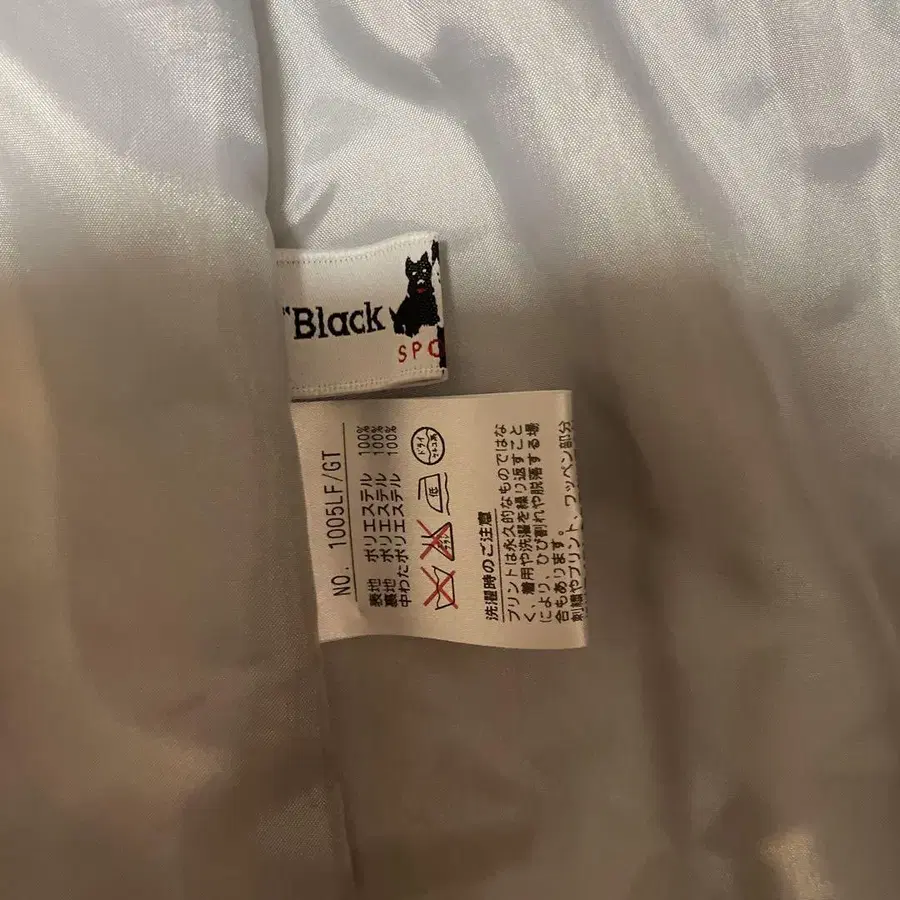 "Black
SPO
NO. 1005LF/GT
表地 ポリエステル 100%
裏地 ポリエステル 100%
中わたポリエステル 100%
ドライ
低
洗濯時のご注意
プリントは永久的なものではな
く、着用や洗濯を繰り返すこと
により、ひび割れや脱落する場
合もあります。
刺繍やプリント、ワッペン部分